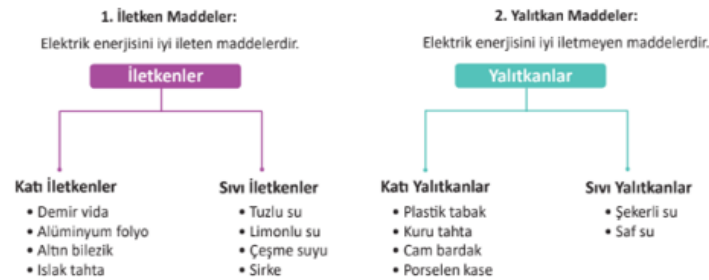 1. İletken Maddeler:
Elektrik enerjisini iyi ileten maddelerdir.
İletkenler
Katı İletkenler
• Demir vida
• Alüminyum folyo
• Altın bilezik
• Islak tahta
Sıvı İletkenler
• Tuzlu su
• Limonlu su
• Çeşme suyu
• Sirke
2. Yalıtkan Maddeler:
Elektrik enerjisini iyi iletmeyen maddelerdir.
Yalıtkanlar
Katı Yalıtkanlar
• Plastik tabak
• Kuru tahta
• Cam bardak
• Porselen kase
Sıvı Yalıtkanlar
• Şekerli su
• Saf su